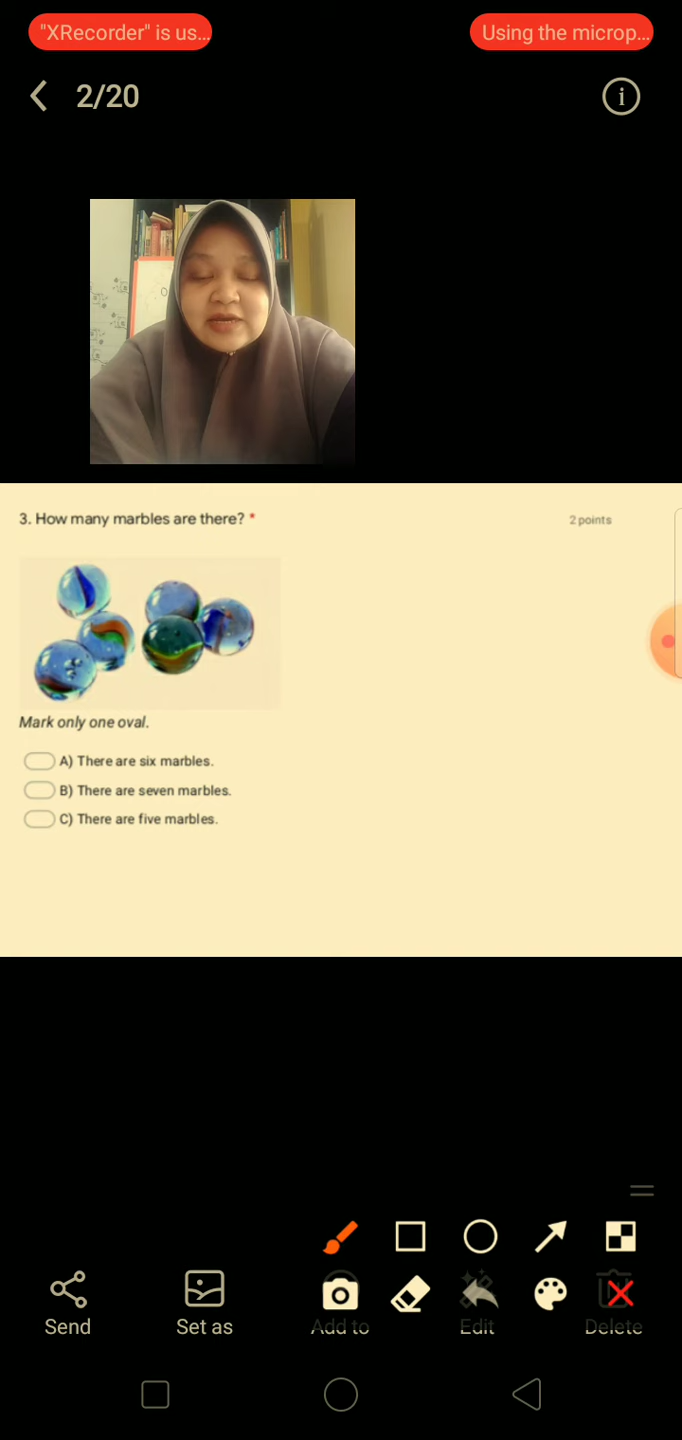 "XRecorder" is us...
Using the microp...
2/20
3. How many marbles are there? *
2 points
Mark only one oval.
A) There are six marbles.
B) There are seven marbles.
C) There are five marbles.
Send
Set as
Add to
Edit
Delete